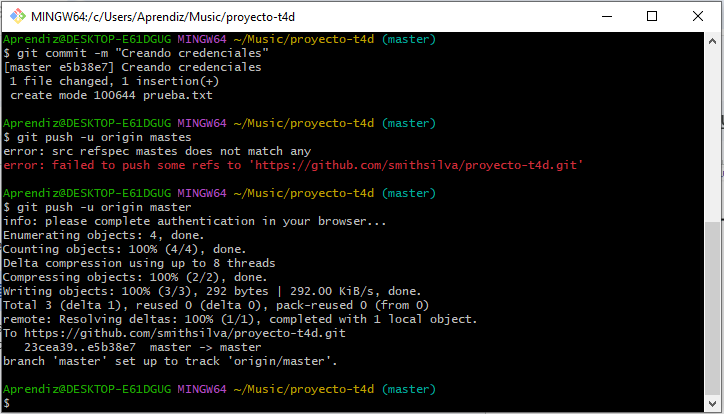 MINGW64:/c/Users/Aprendiz/Music/proyecto-t4d
Aprendiz@DESKTOP-E61DGUG MINGW64 ~/Music/proyecto-t4d (master)
$ git commit -m "Creando credenciales"
[master e5b38e7] Creando credenciales
 1 file changed, 1 insertion(+)
 create mode 100644 prueba.txt
Aprendiz@DESKTOP-E61DGUG MINGW64 ~/Music/proyecto-t4d (master)
$ git push -u origin mastes
error: src refspec mastes does not match any
error: failed to push some refs to 'https://github.com/smithsilva/proyecto-t4d.git'
Aprendiz@DESKTOP-E61DGUG MINGW64 ~/Music/proyecto-t4d (master)
$ git push -u origin master
info: please complete authentication in your browser...
Enumerating objects: 4, done.
Counting objects: 100% (4/4), done.
Delta compression using up to 8 threads
Compressing objects: 100% (2/2), done.
Writing objects: 100% (3/3), 292 bytes | 292.00 KiB/s, done.
Total 3 (delta 1), reused 0 (delta 0), pack-reused 0 (from 0)
remote: Resolving deltas: 100% (1/1), completed with 1 local object.
To https://github.com/smithsilva/proyecto-t4d.git
   23cea39..e5b38e7  master -> master
branch 'master' set up to track 'origin/master'.
Aprendiz@DESKTOP-E61DGUG MINGW64 ~/Music/proyecto-t4d (master)
$